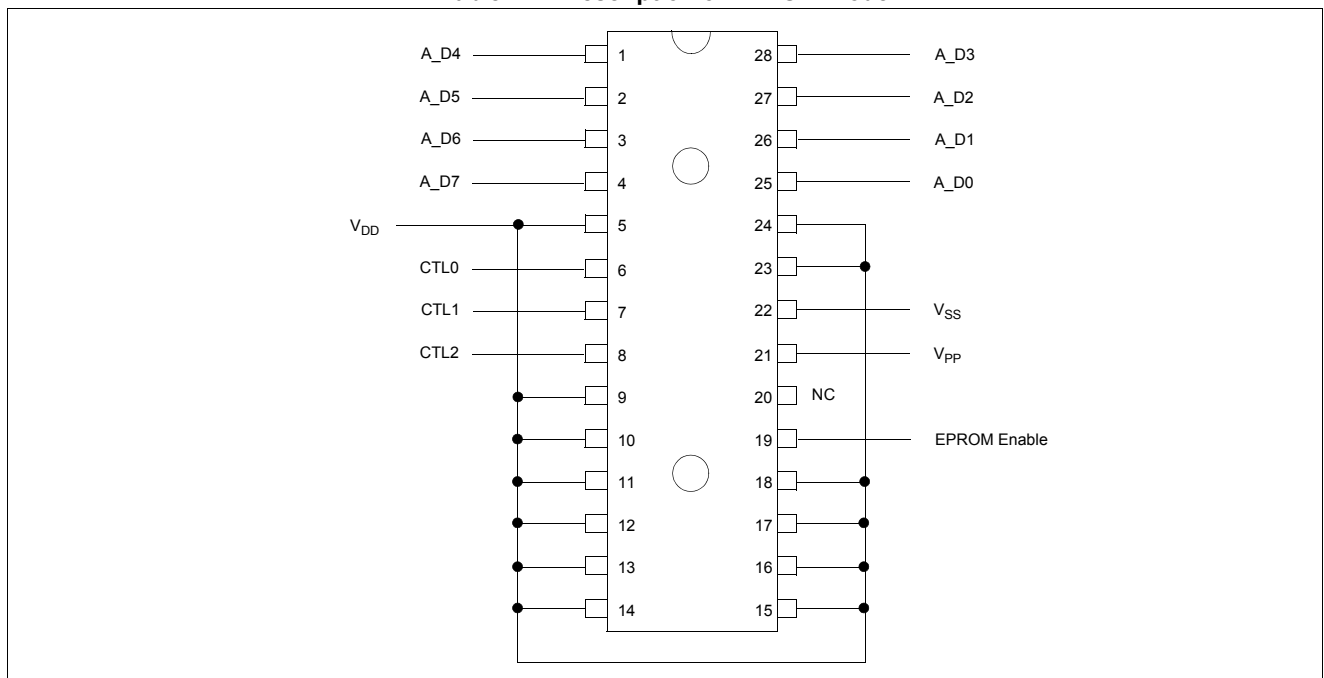 A_D4 1 28 A_D3
A_D5 2 27 A_D2
A_D6 3 26 A_D1
A_D7 4 25 A_D0
VDD 5 24
CTL0 6 23
CTL1 7 22 VSS
CTL2 8 21 VPP
9 20 NC
10 19 EPROM Enable
11 18
12 17
13 16
14 15